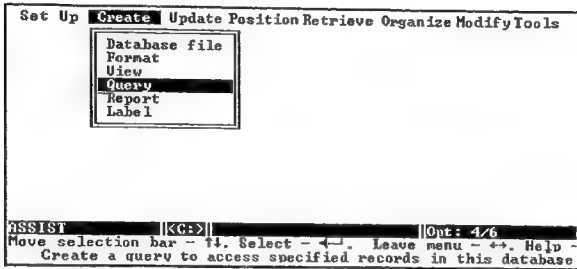 Set Up Create Update Position Retrieve Organize Modify Tools
Database file
Format
View
Query
Report
Label
ASSIST <C:> Opt: 4/6
Move selection bar - ↑↓. Select - ◄─┘. Leave menu - ↔. Help -
Create a query to access specified records in this database